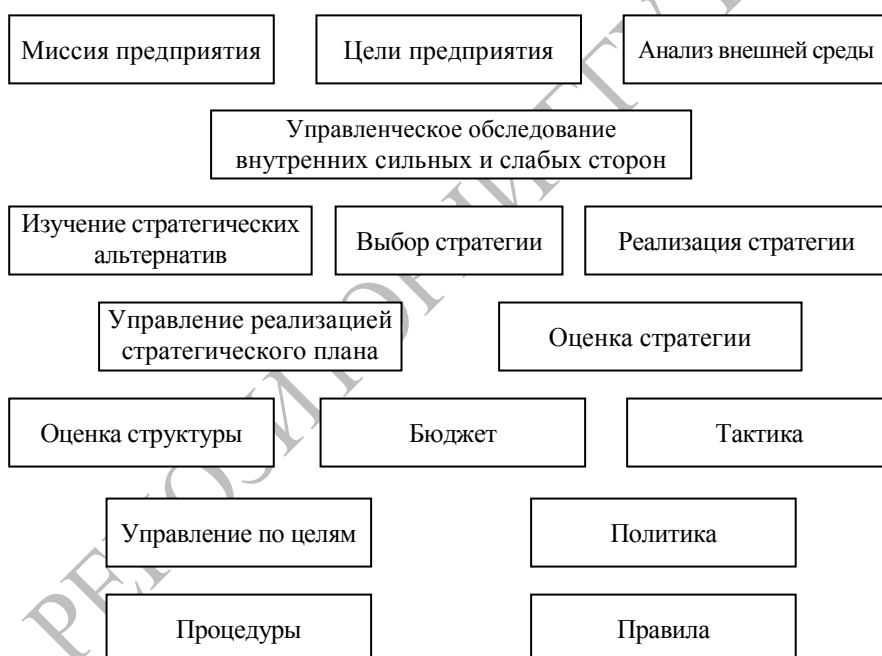 Миссия предприятия
Цели предприятия
Анализ внешней среды
Управленческое обследование
внутренних сильных и слабых сторон
Изучение стратегических
альтернатив
Выбор стратегии
Реализация стратегии
Управление реализацией
стратегического плана
Оценка стратегии
Оценка структуры
Бюджет
Тактика
Управление по целям
Политика
Процедуры
Правила